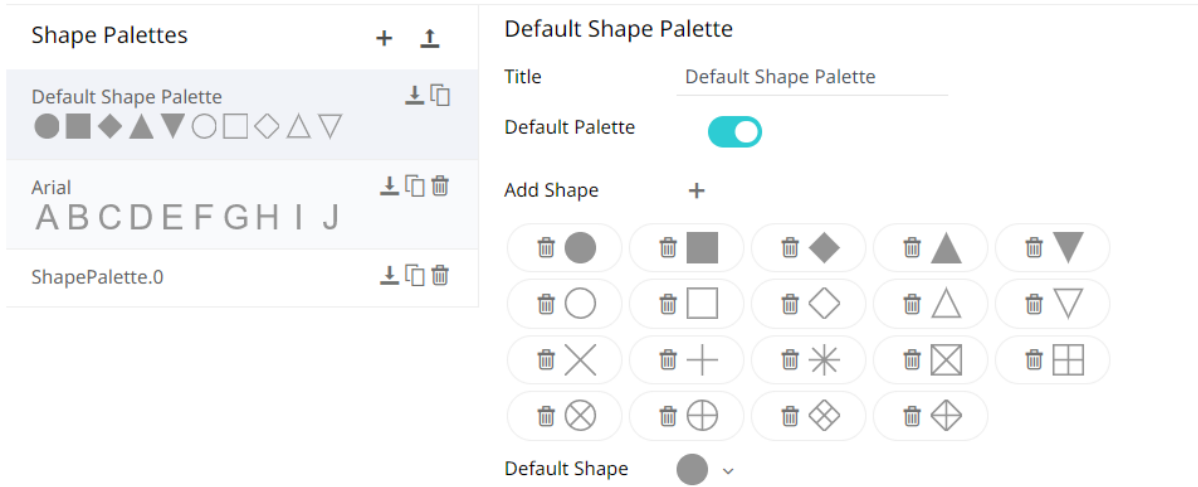 Shape Palettes
Default Shape Palette
Arial
A B C D E F G H I J
ShapePalette.0
Default Shape Palette
Title Default Shape Palette
Default Palette
Add Shape
Default Shape